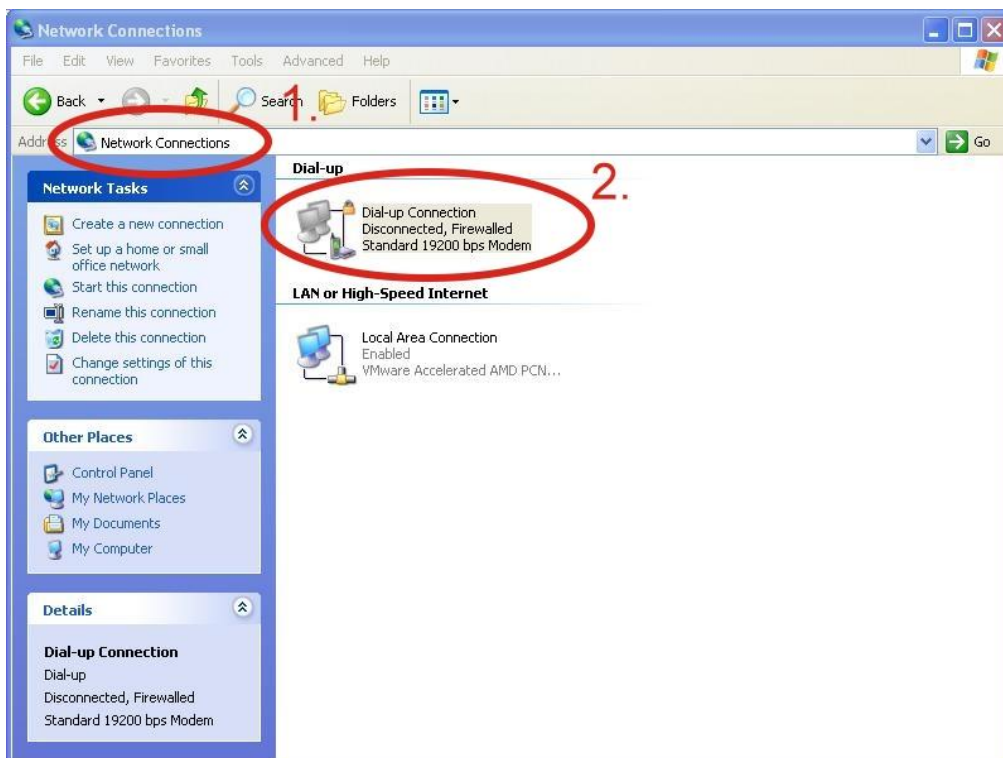 Network Connections
File Edit View Favorites Tools Advanced Help
Back Search Folders
1.
Address Network Connections Go
Network Tasks
Create a new connection
Set up a home or small
office network
Start this connection
Rename this connection
Delete this connection
Change settings of this
connection
Other Places
Control Panel
My Network Places
My Documents
My Computer
Details
Dial-up Connection
Dial-up
Disconnected, Firewalled
Standard 19200 bps Modem
Dial-up
2.
Dial-up Connection
Disconnected, Firewalled
Standard 19200 bps Modem
LAN or High-Speed Internet
Local Area Connection
Enabled
VMware Accelerated AMD PCN...